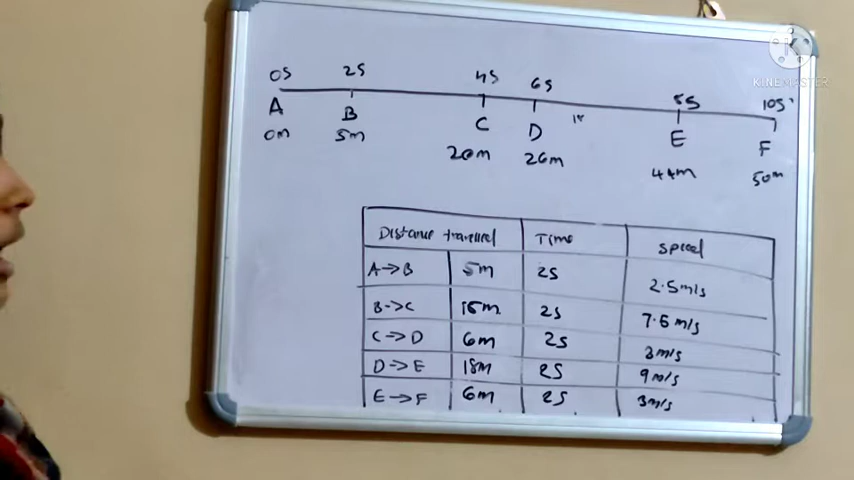 KINEMASTER
0s 2s 4s 6s 8s 10s
A B C D E F
0m 5m 20m 26m 44m 50m
Distance travelled Time speed
A→B 5m 2s 2.5m/s
B→C 15m 2s 7.5m/s
C→D 6m 2s 3m/s
D→E 18m 2s 9m/s
E→F 6m 2s 3m/s